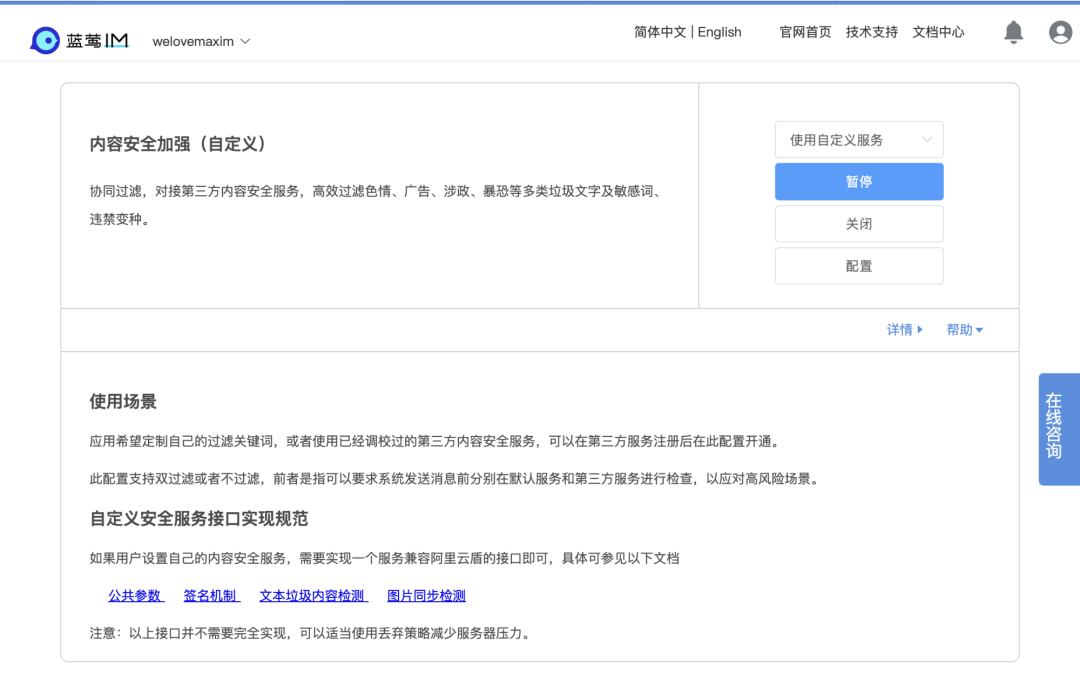 蓝莺IM
welovemaxim
简体中文 | English
官网首页
技术支持
文档中心
内容安全加强（自定义）
协同过滤，对接第三方内容安全服务，高效过滤色情、广告、涉政、暴恐等多类垃圾文字及敏感词、
违禁变种。
使用自定义服务
暂停
关闭
配置
详情
帮助
使用场景
应用希望定制自己的过滤关键词，或者使用已经调校过的第三方内容安全服务，可以在第三方服务注册后在此配置开通。
此配置支持双过滤或者不过滤，前者是指可以要求系统发送消息前分别在默认服务和第三方服务进行检查，以应对高风险场景。
自定义安全服务接口实现规范
如果用户设置自己的内容安全服务，需要实现一个服务兼容阿里云盾的接口即可，具体可参见以下文档
公共参数 签名机制 文本垃圾内容检测 图片同步检测
注意：以上接口并不需要完全实现，可以适当使用丢弃策略减少服务器压力。
在线咨询